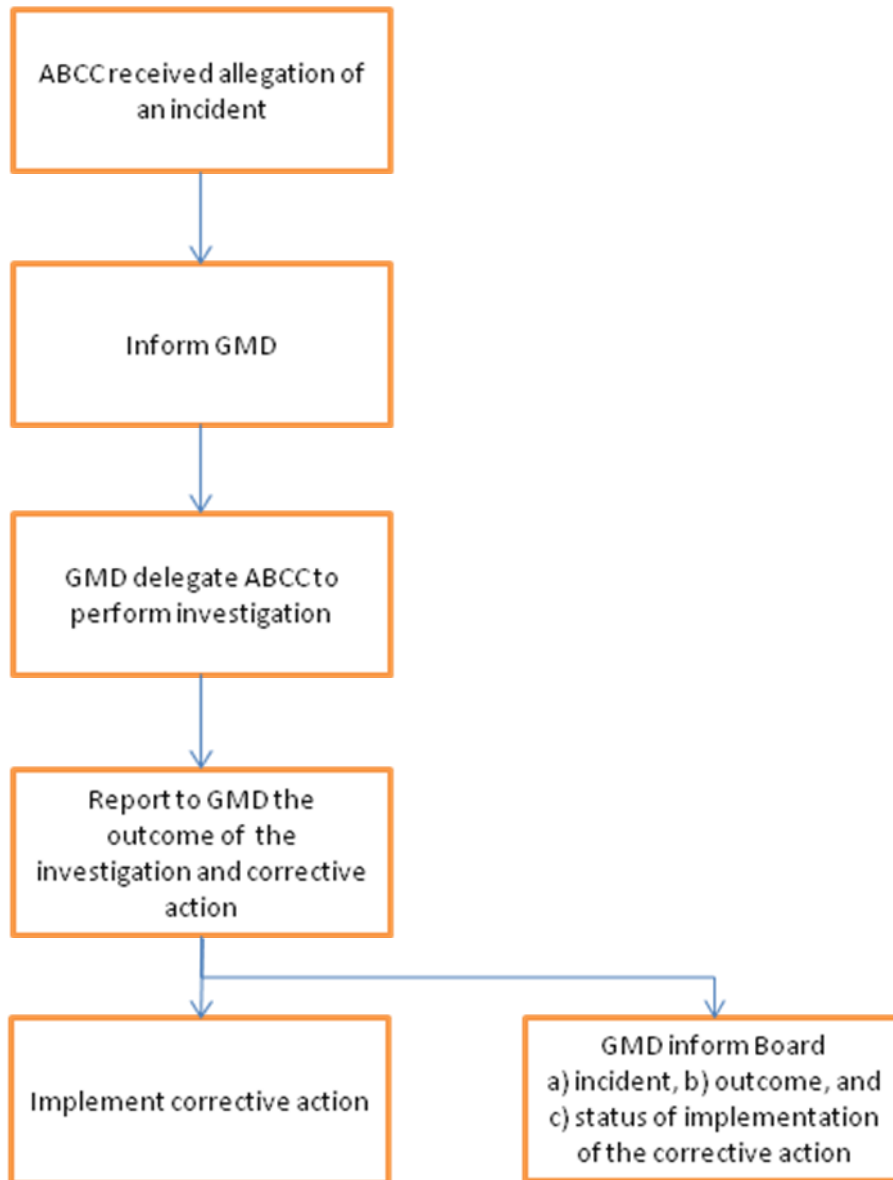 ABCC received allegation of
an incident
Inform GMD
GMD delegate ABCC to
perform investigation
Report to GMD the
outcome of the
investigation and corrective
action
Implement corrective action
GMD inform Board
a) incident, b) outcome, and
c) status of implementation
of the corrective action